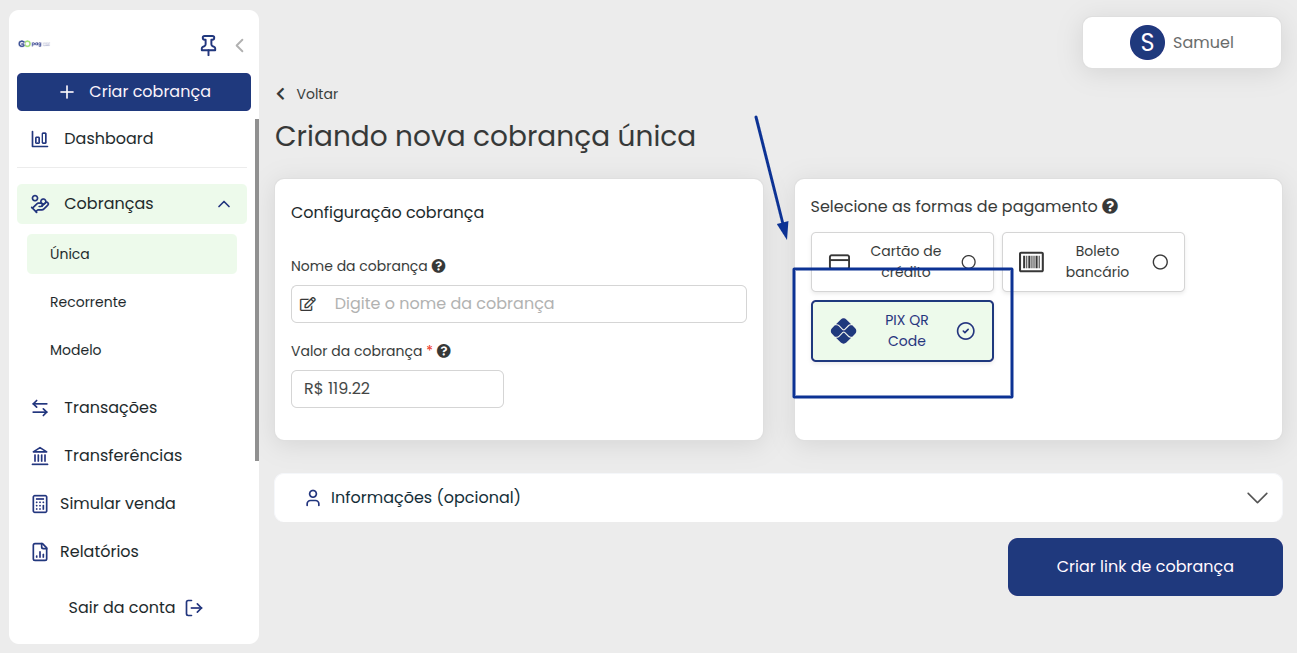 GO pag
Criar cobrança
Dashboard
Cobranças
Única
Recorrente
Modelo
Transações
Transferências
Simular venda
Relatórios
Sair da conta
S Samuel
Voltar
Criando nova cobrança única
Configuração cobrança
Nome da cobrança ?
Digite o nome da cobrança
Valor da cobrança * ?
R$ 119.22
Selecione as formas de pagamento ?
Cartão de
crédito
Boleto
bancário
PIX QR
Code
Informações (opcional)
Criar link de cobrança